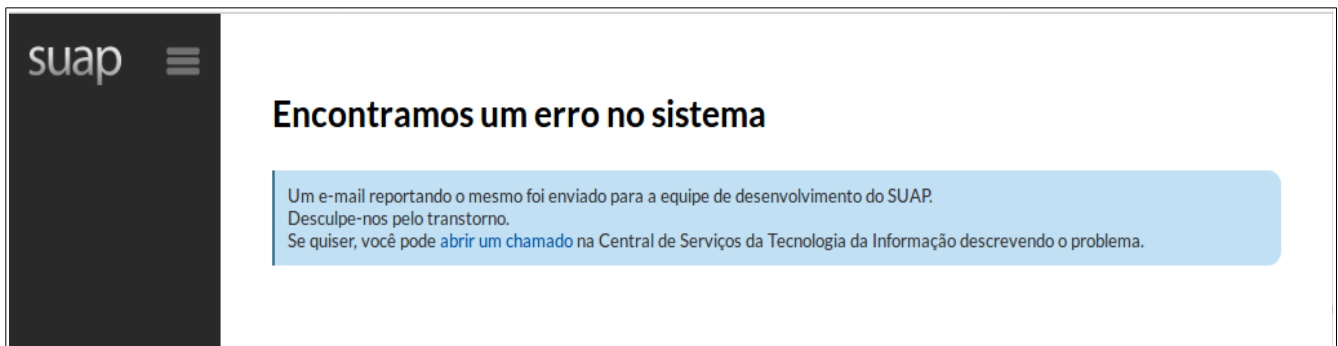 suap
Encontramos um erro no sistema
Um e-mail reportando o mesmo foi enviado para a equipe de desenvolvimento do SUAP.
Desculpe-nos pelo transtorno.
Se quiser, você pode abrir um chamado na Central de Serviços da Tecnologia da Informação descrevendo o problema.